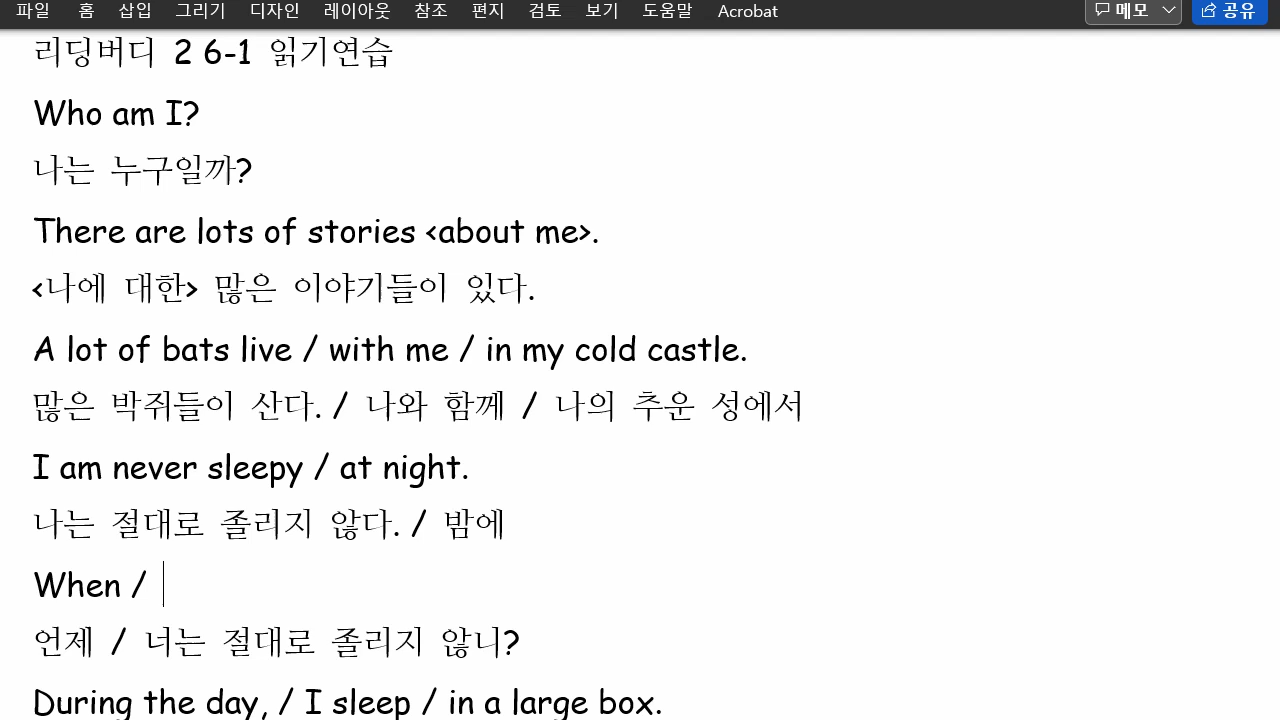 파일 홈 삽입 그리기 디자인 레이아웃 참조 편지 검토 보기 도움말 Acrobat 메모 공유
리딩버디 2 6-1 읽기연습
Who am I?
나는 누구일까?
There are lots of stories <about me>.
<나에 대한> 많은 이야기들이 있다.
A lot of bats live / with me / in my cold castle.
많은 박쥐들이 산다. / 나와 함께 / 나의 추운 성에서
I am never sleepy / at night.
나는 절대로 졸리지 않다. / 밤에
When /
언제 / 너는 절대로 졸리지 않니?
During the day, / I sleep / in a large box.